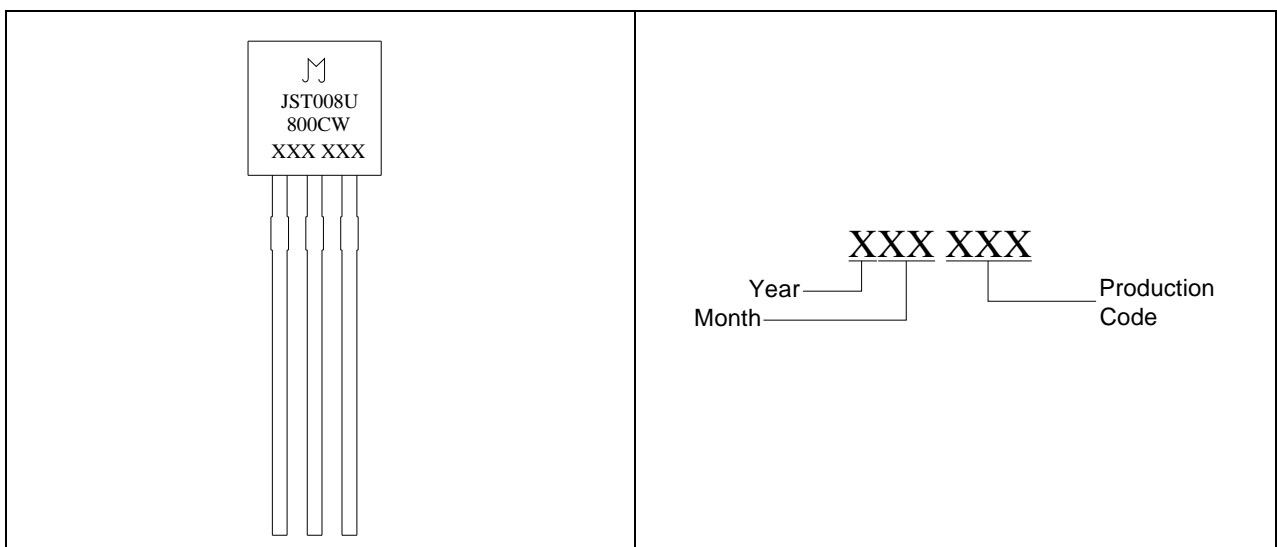 JST008U
800CW
XXX XXX
XXX XXX
Year
Month
Production
Code